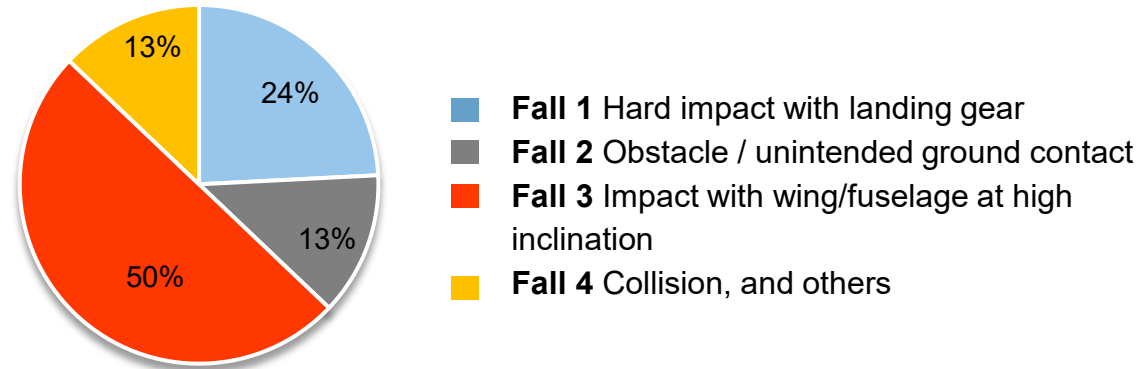 13%
24%
13%
50%
Fall 1 Hard impact with landing gear
Fall 2 Obstacle / unintended ground contact
Fall 3 Impact with wing/fuselage at high
inclination
Fall 4 Collision, and others